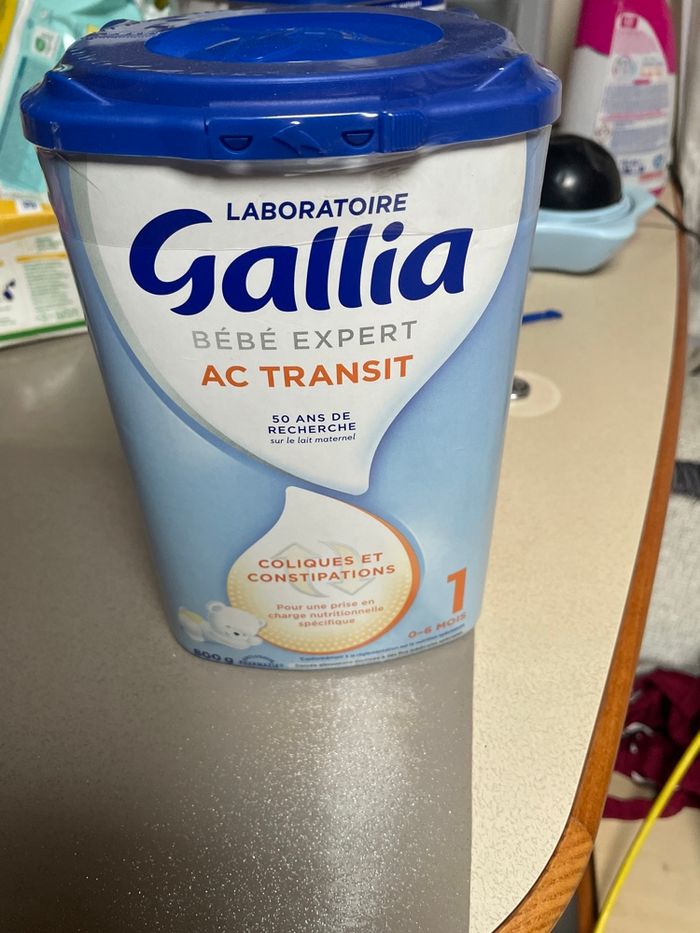 LABORATOIRE
Gallia
BÉBÉ EXPERT
AC TRANSIT
50 ANS DE
RECHERCHE
sur le lait maternel
COLIQUES ET
CONSTIPATIONS
Pour une prise en
charge nutritionnelle
spécifique
1
0-6 MOIS
800 g